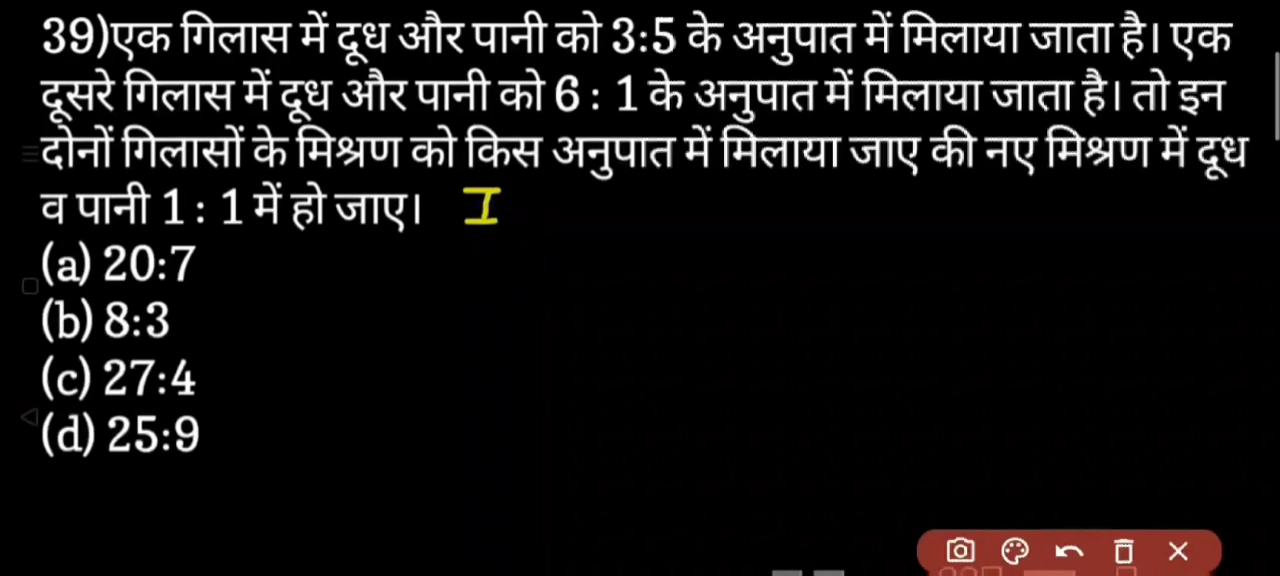 39)एक गिलास में दूध और पानी को 3:5 के अनुपात में मिलाया जाता है। एक
दूसरे गिलास में दूध और पानी को 6 : 1 के अनुपात में मिलाया जाता है। तो इन
दोनों गिलासों के मिश्रण को किस अनुपात में मिलाया जाए की नए मिश्रण में दूध
व पानी 1 : 1 में हो जाए।
(a) 20:7
(b) 8:3
(c) 27:4
(d) 25:9